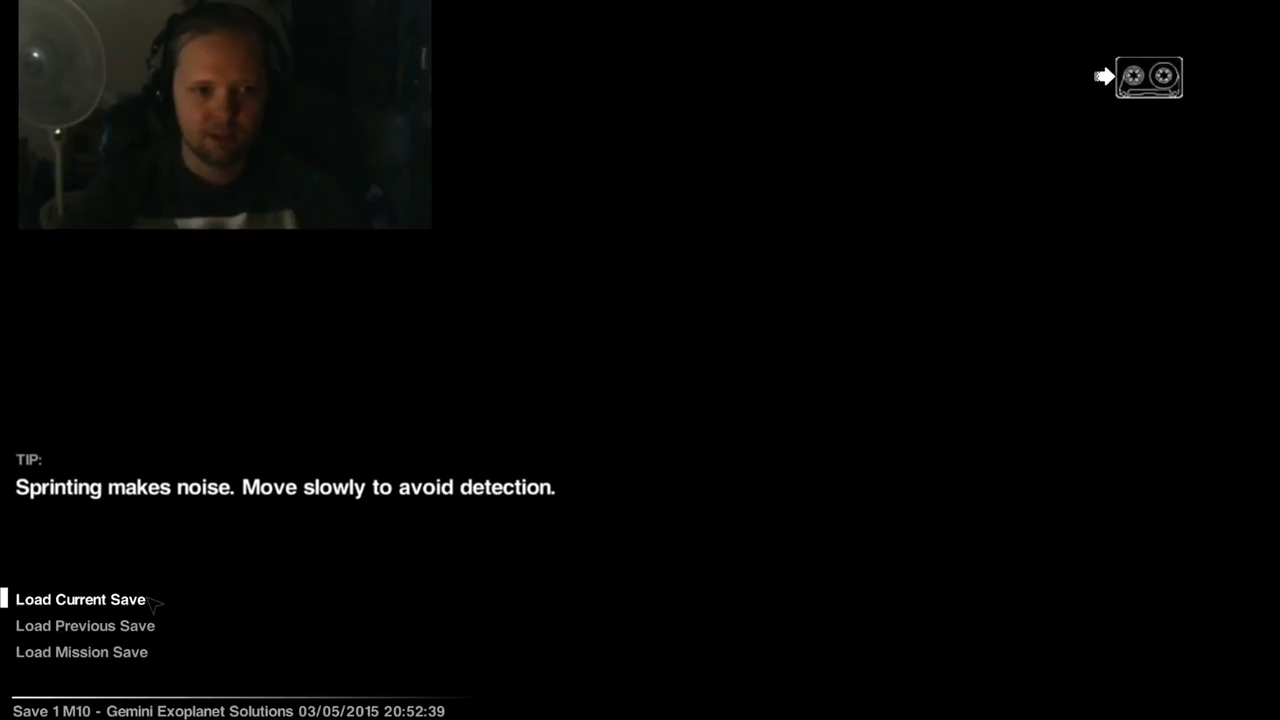 TIP:
Sprinting makes noise. Move slowly to avoid detection.
Load Current Save
Load Previous Save
Load Mission Save
Save 1 M10 - Gemini Exoplanet Solutions 03/05/2015 20:52:39